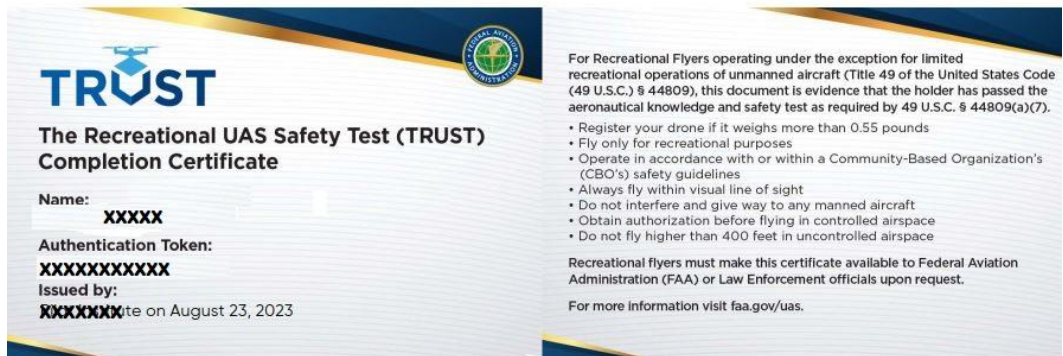 TRUST
FEDERAL AVIATION
ADMINISTRATION
The Recreational UAS Safety Test (TRUST)
Completion Certificate
Name:
XXXXX
Authentication Token:
XXXXXXXXXXX
Issued by:
XXXXXXXute on August 23, 2023
For Recreational Flyers operating under the exception for limited
recreational operations of unmanned aircraft (Title 49 of the United States Code
(49 U.S.C.) § 44809), this document is evidence that the holder has passed the
aeronautical knowledge and safety test as required by 49 U.S.C. § 44809(a)(7).
• Register your drone if it weighs more than 0.55 pounds
• Fly only for recreational purposes
• Operate in accordance with or within a Community-Based Organization's
(CBO's) safety guidelines
• Always fly within visual line of sight
• Do not interfere and give way to any manned aircraft
• Obtain authorization before flying in controlled airspace
• Do not fly higher than 400 feet in uncontrolled airspace
Recreational flyers must make this certificate available to Federal Aviation
Administration (FAA) or Law Enforcement officials upon request.
For more information visit faa.gov/uas.